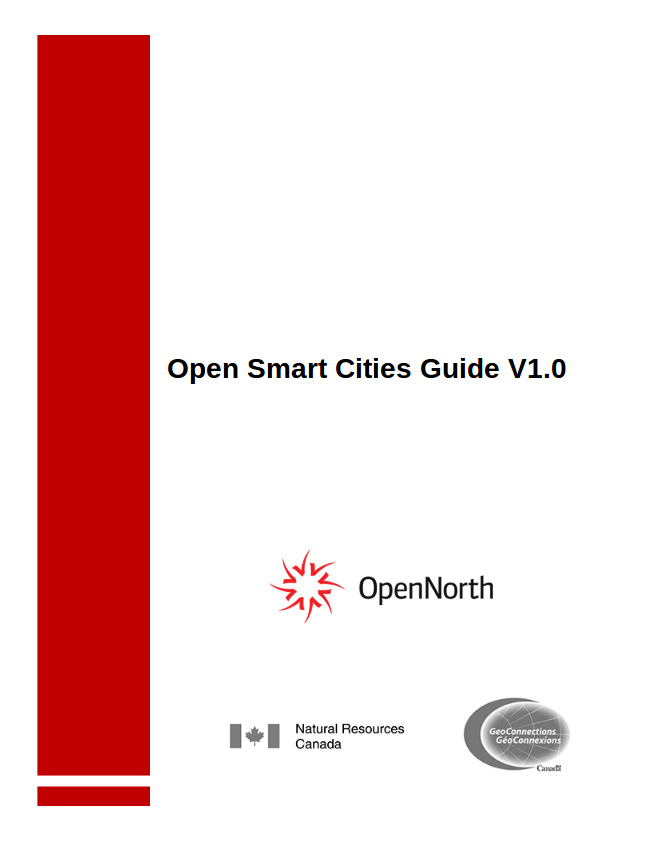 Open Smart Cities Guide V1.0
OpenNorth
Natural Resources
Canada
GeoConnections
GéoConnexions
Canada